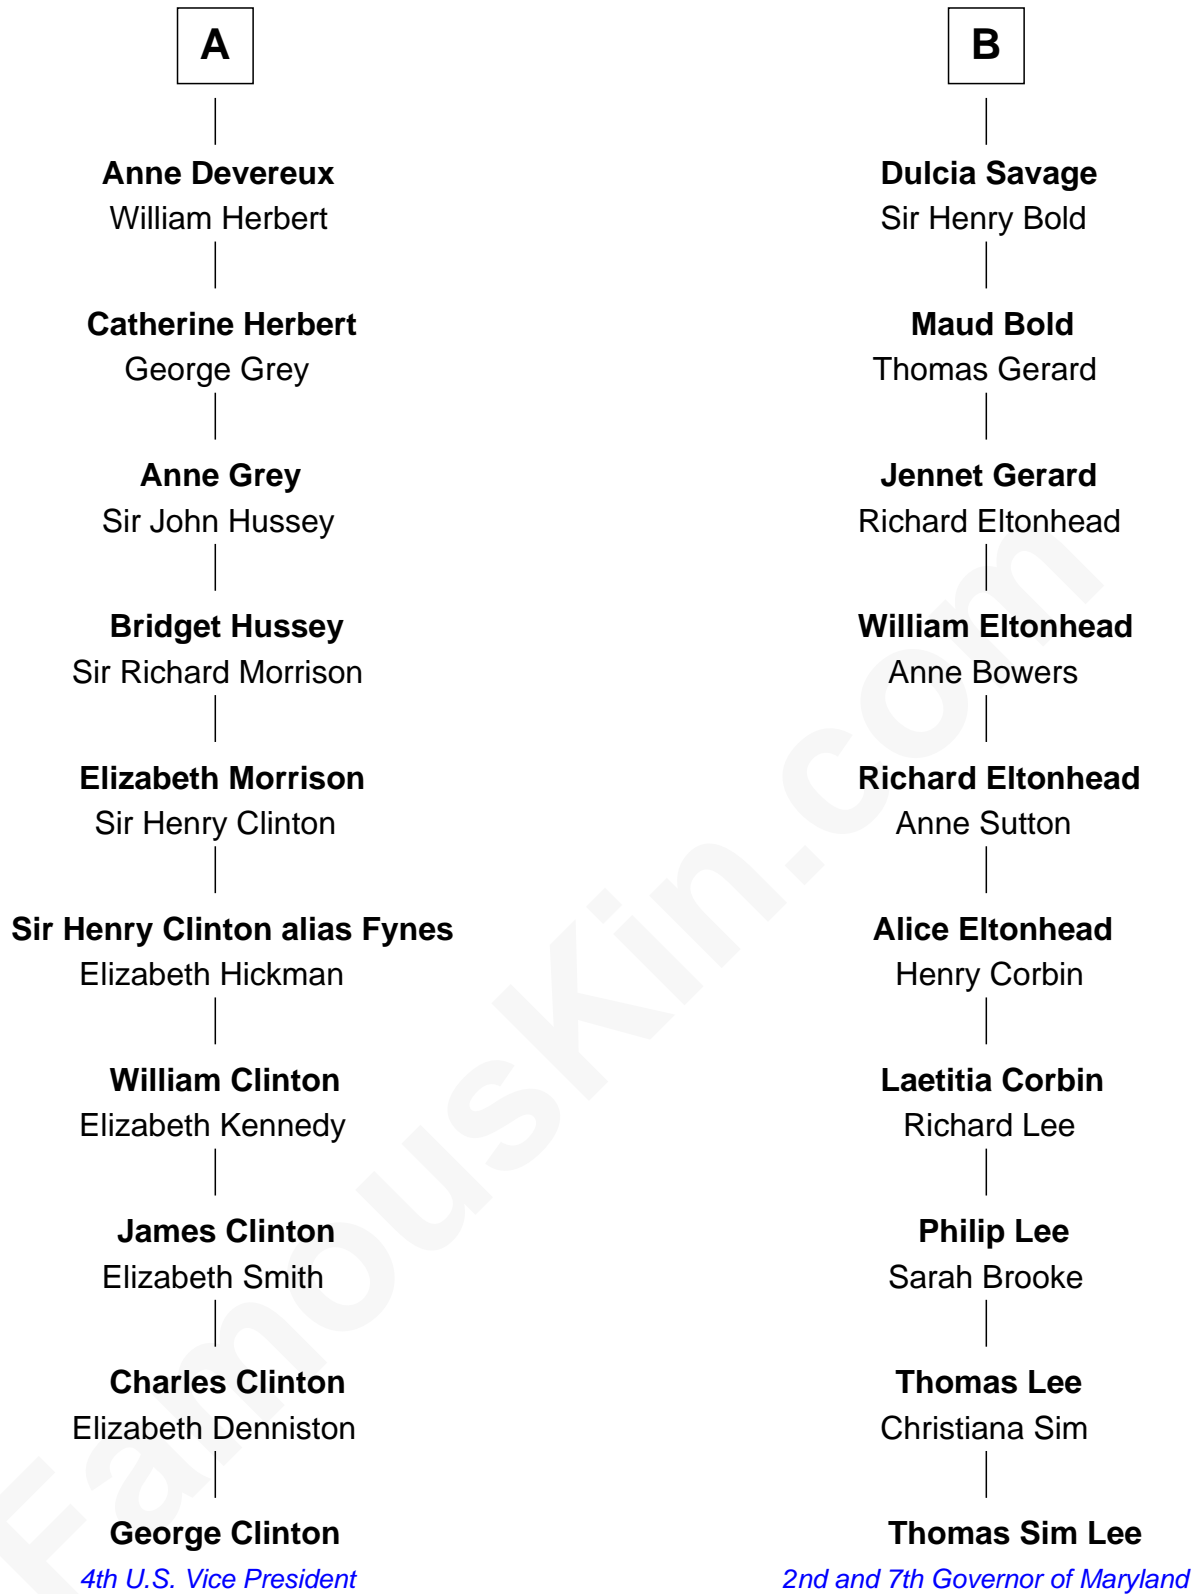 A
Anne Devereux
William Herbert
Catherine Herbert
George Grey
Anne Grey
Sir John Hussey
Bridget Hussey
Sir Richard Morrison
Elizabeth Morrison
Sir Henry Clinton
Sir Henry Clinton alias Fynes
Elizabeth Hickman
William Clinton
Elizabeth Kennedy
James Clinton
Elizabeth Smith
Charles Clinton
Elizabeth Denniston
George Clinton
4th U.S. Vice President
B
Dulcia Savage
Sir Henry Bold
Maud Bold
Thomas Gerard
Jennet Gerard
Richard Eltonhead
William Eltonhead
Anne Bowers
Richard Eltonhead
Anne Sutton
Alice Eltonhead
Henry Corbin
Laetitia Corbin
Richard Lee
Philip Lee
Sarah Brooke
Thomas Lee
Christiana Sim
Thomas Sim Lee
2nd and 7th Governor of Maryland
FamousKin.com